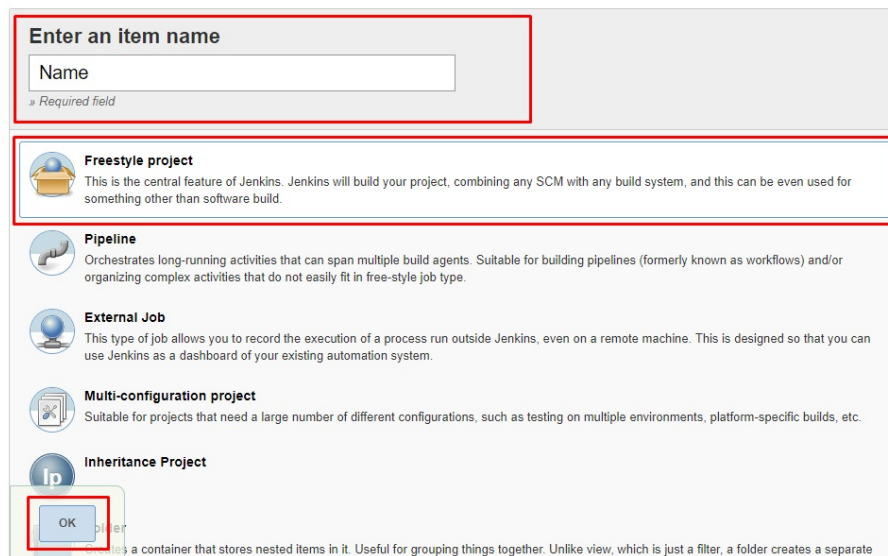 Enter an item name
Name
» Required field
Freestyle project
This is the central feature of Jenkins. Jenkins will build your project, combining any SCM with any build system, and this can be even used for
something other than software build.
Pipeline
Orchestrates long-running activities that can span multiple build agents. Suitable for building pipelines (formerly known as workflows) and/or
organizing complex activities that do not easily fit in free-style job type.
External Job
This type of job allows you to record the execution of a process run outside Jenkins, even on a remote machine. This is designed so that you can
use Jenkins as a dashboard of your existing automation system.
Multi-configuration project
Suitable for projects that need a large number of different configurations, such as testing on multiple environments, platform-specific builds, etc.
Inheritance Project
Ip
OK
a container that stores nested items in it. Useful for grouping things together. Unlike view, which is just a filter, a folder creates a separate